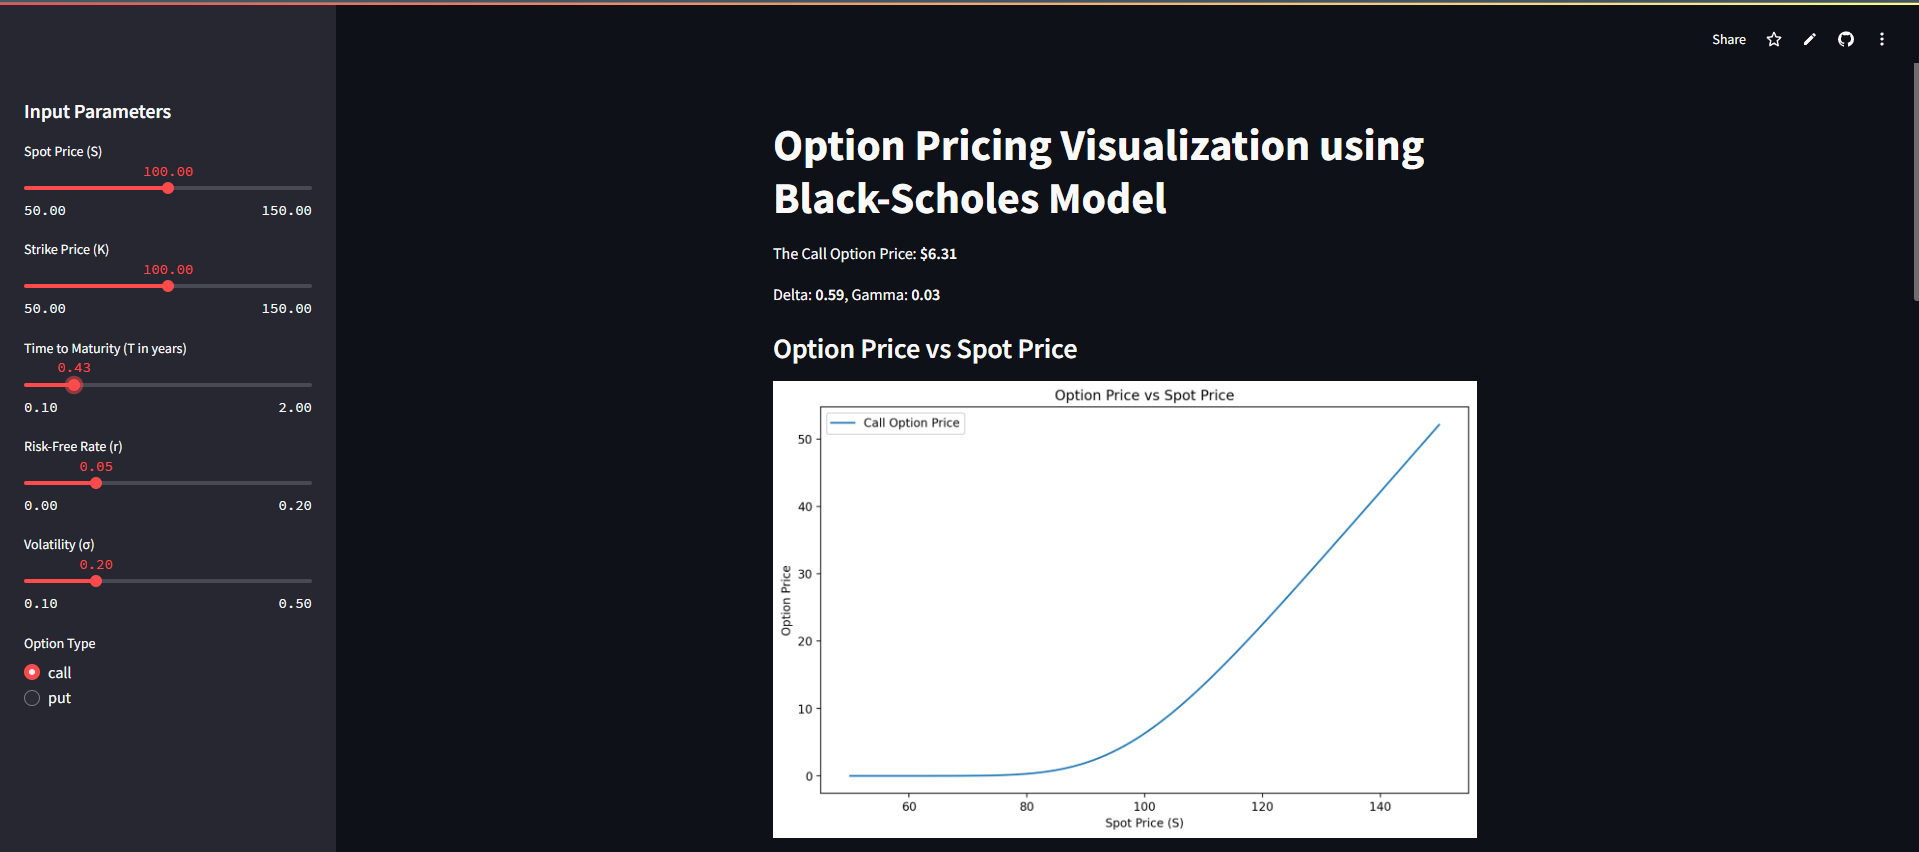 Share
Input Parameters
Spot Price (S)
100.00
50.00 150.00
Strike Price (K)
100.00
50.00 150.00
Time to Maturity (T in years)
0.43
0.10 2.00
Risk-Free Rate (r)
0.05
0.00 0.20
Volatility (σ)
0.20
0.10 0.50
Option Type
call
put
Option Pricing Visualization using
Black-Scholes Model
The Call Option Price: $6.31
Delta: 0.59, Gamma: 0.03
Option Price vs Spot Price
Option Price vs Spot Price
Call Option Price
50
40
30
20
10
0
Option Price
60 80 100 120 140
Spot Price (S)